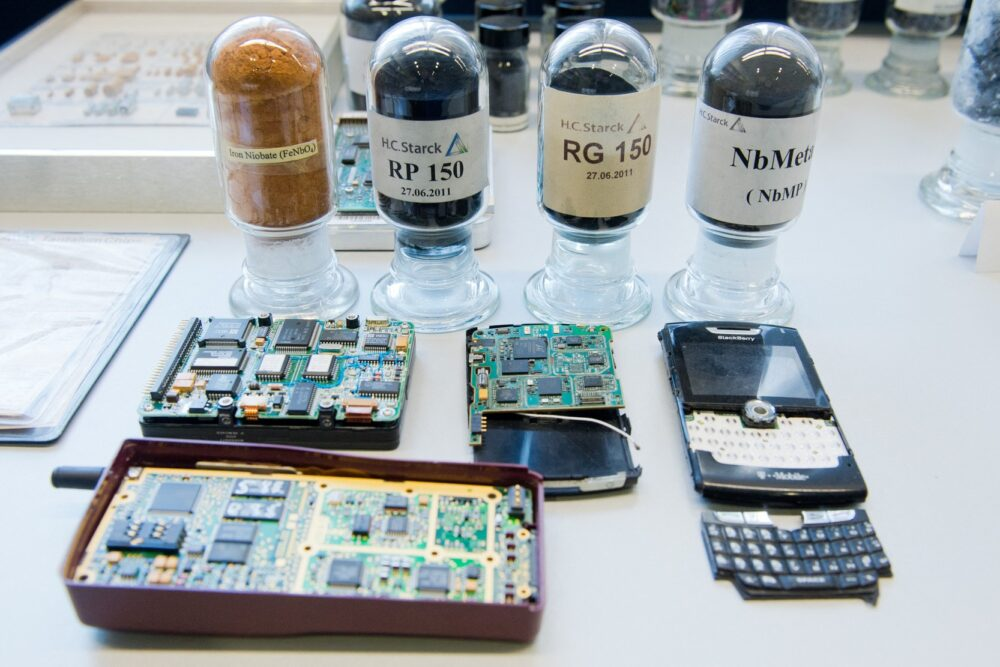 Iron Niobate (FeNbO₄)
H.C.Starck
RP 150
27.06.2011
H.C.Starck
RG 150
27.06.2011
H.C.Starck
NbMeta
( NbMP
BlackBerry
T-Mobile